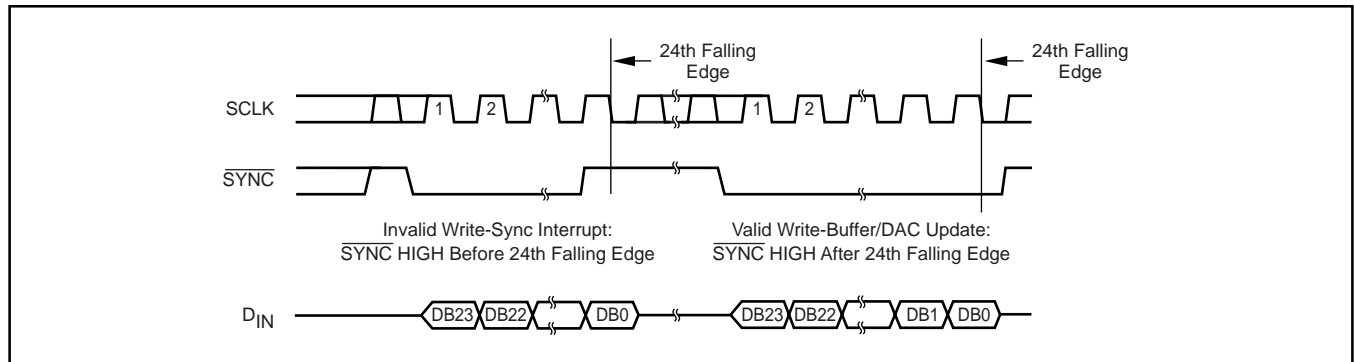 24th Falling
Edge
24th Falling
Edge
SCLK
1
2
1
2
SYNC
Invalid Write-Sync Interrupt:
SYNC HIGH Before 24th Falling Edge
Valid Write-Buffer/DAC Update:
SYNC HIGH After 24th Falling Edge
DIN
DB23
DB22
DB0
DB23
DB22
DB1
DB0